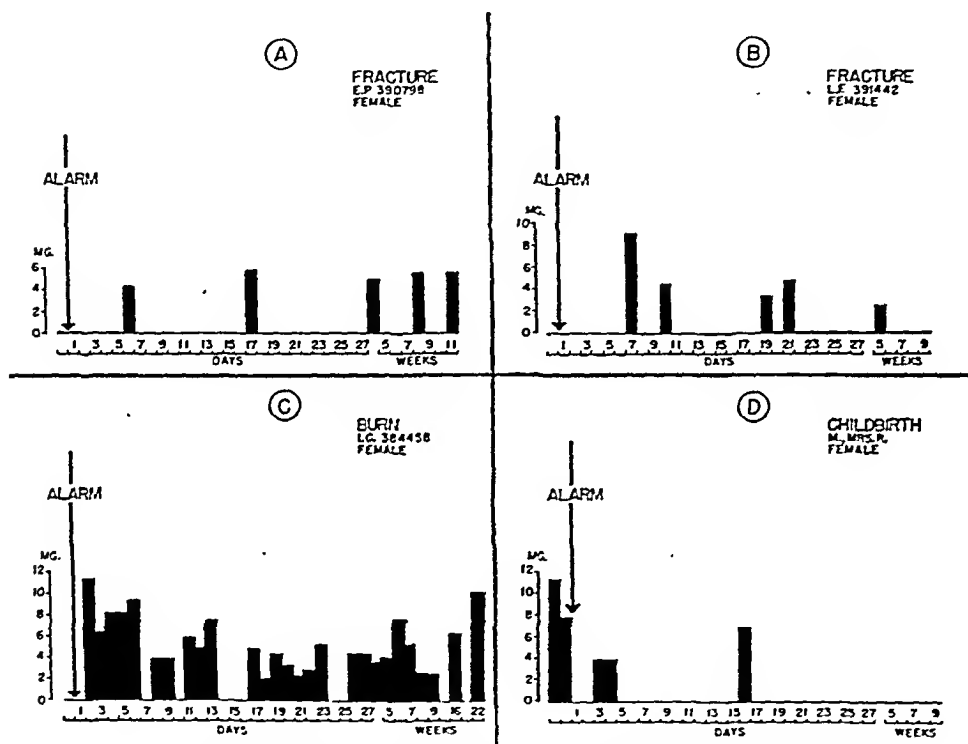 A
FRACTURE
E.P. 390798
FEMALE
ALARM
MG.
6
4
2
0
1 3 5 7 9 11 13 15 17 19 21 23 25 27 5 7 9 11
DAYS WEEKS
B
FRACTURE
L.F. 391442
FEMALE
ALARM
MG.
10
8
6
4
2
0
1 3 5 7 9 11 13 15 17 19 21 23 25 27 5 7 9
DAYS WEEKS
C
BURN
I.G. 384458
FEMALE
ALARM
MG.
12
10
8
6
4
2
0
1 3 5 7 9 11 13 15 17 19 21 23 25 27 5 7 9 16 22
DAYS WEEKS
D
CHILDBIRTH
M., MRS. R.
FEMALE
ALARM
MG.
12
10
8
6
4
2
0
1 3 5 7 9 11 13 15 17 19 21 23 25 27 5 7 9
DAYS WEEKS